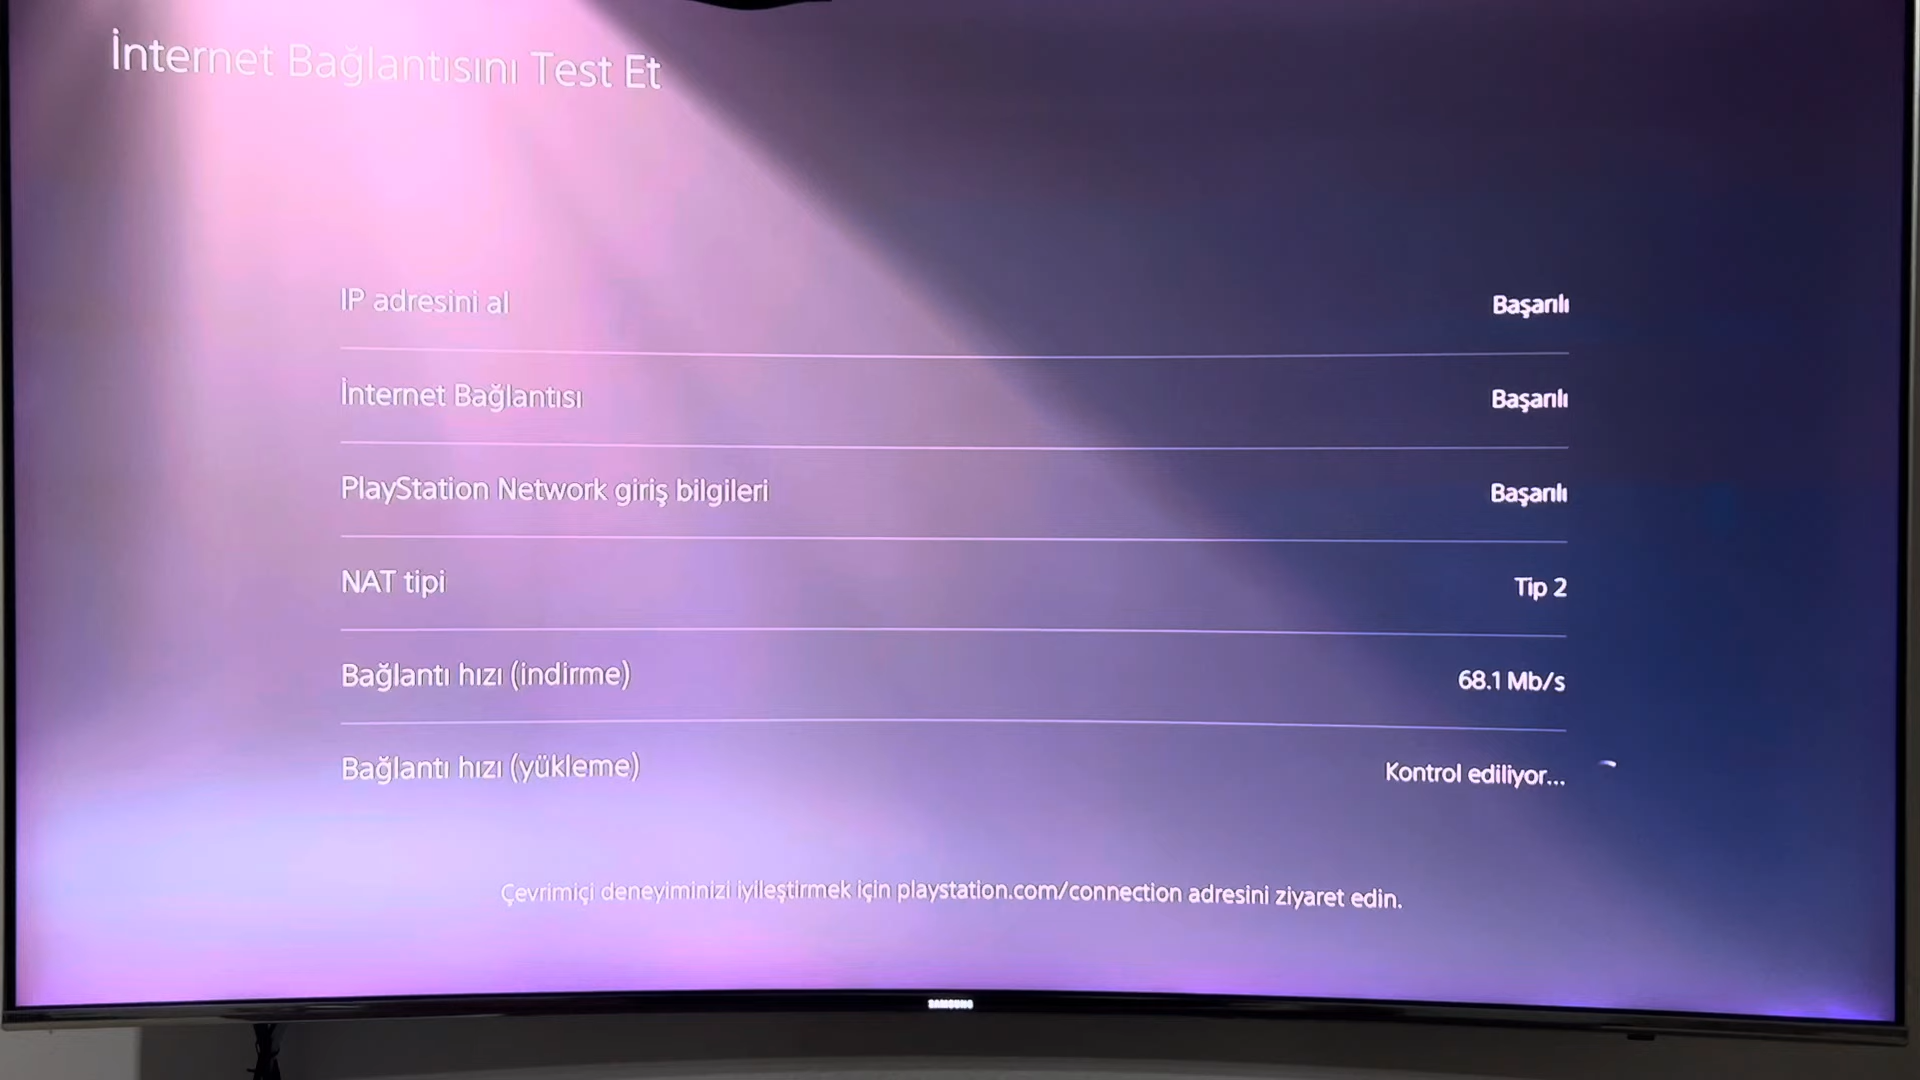 İnternet Bağlantısını Test Et
IP adresini al Başarılı
İnternet Bağlantısı Başarılı
PlayStation Network giriş bilgileri Başarılı
NAT tipi Tip 2
Bağlantı hızı (indirme) 68.1 Mb/s
Bağlantı hızı (yükleme) Kontrol ediliyor...
Çevrimiçi deneyiminizi iyileştirmek için playstation.com/connection adresini ziyaret edin.
SAMSUNG